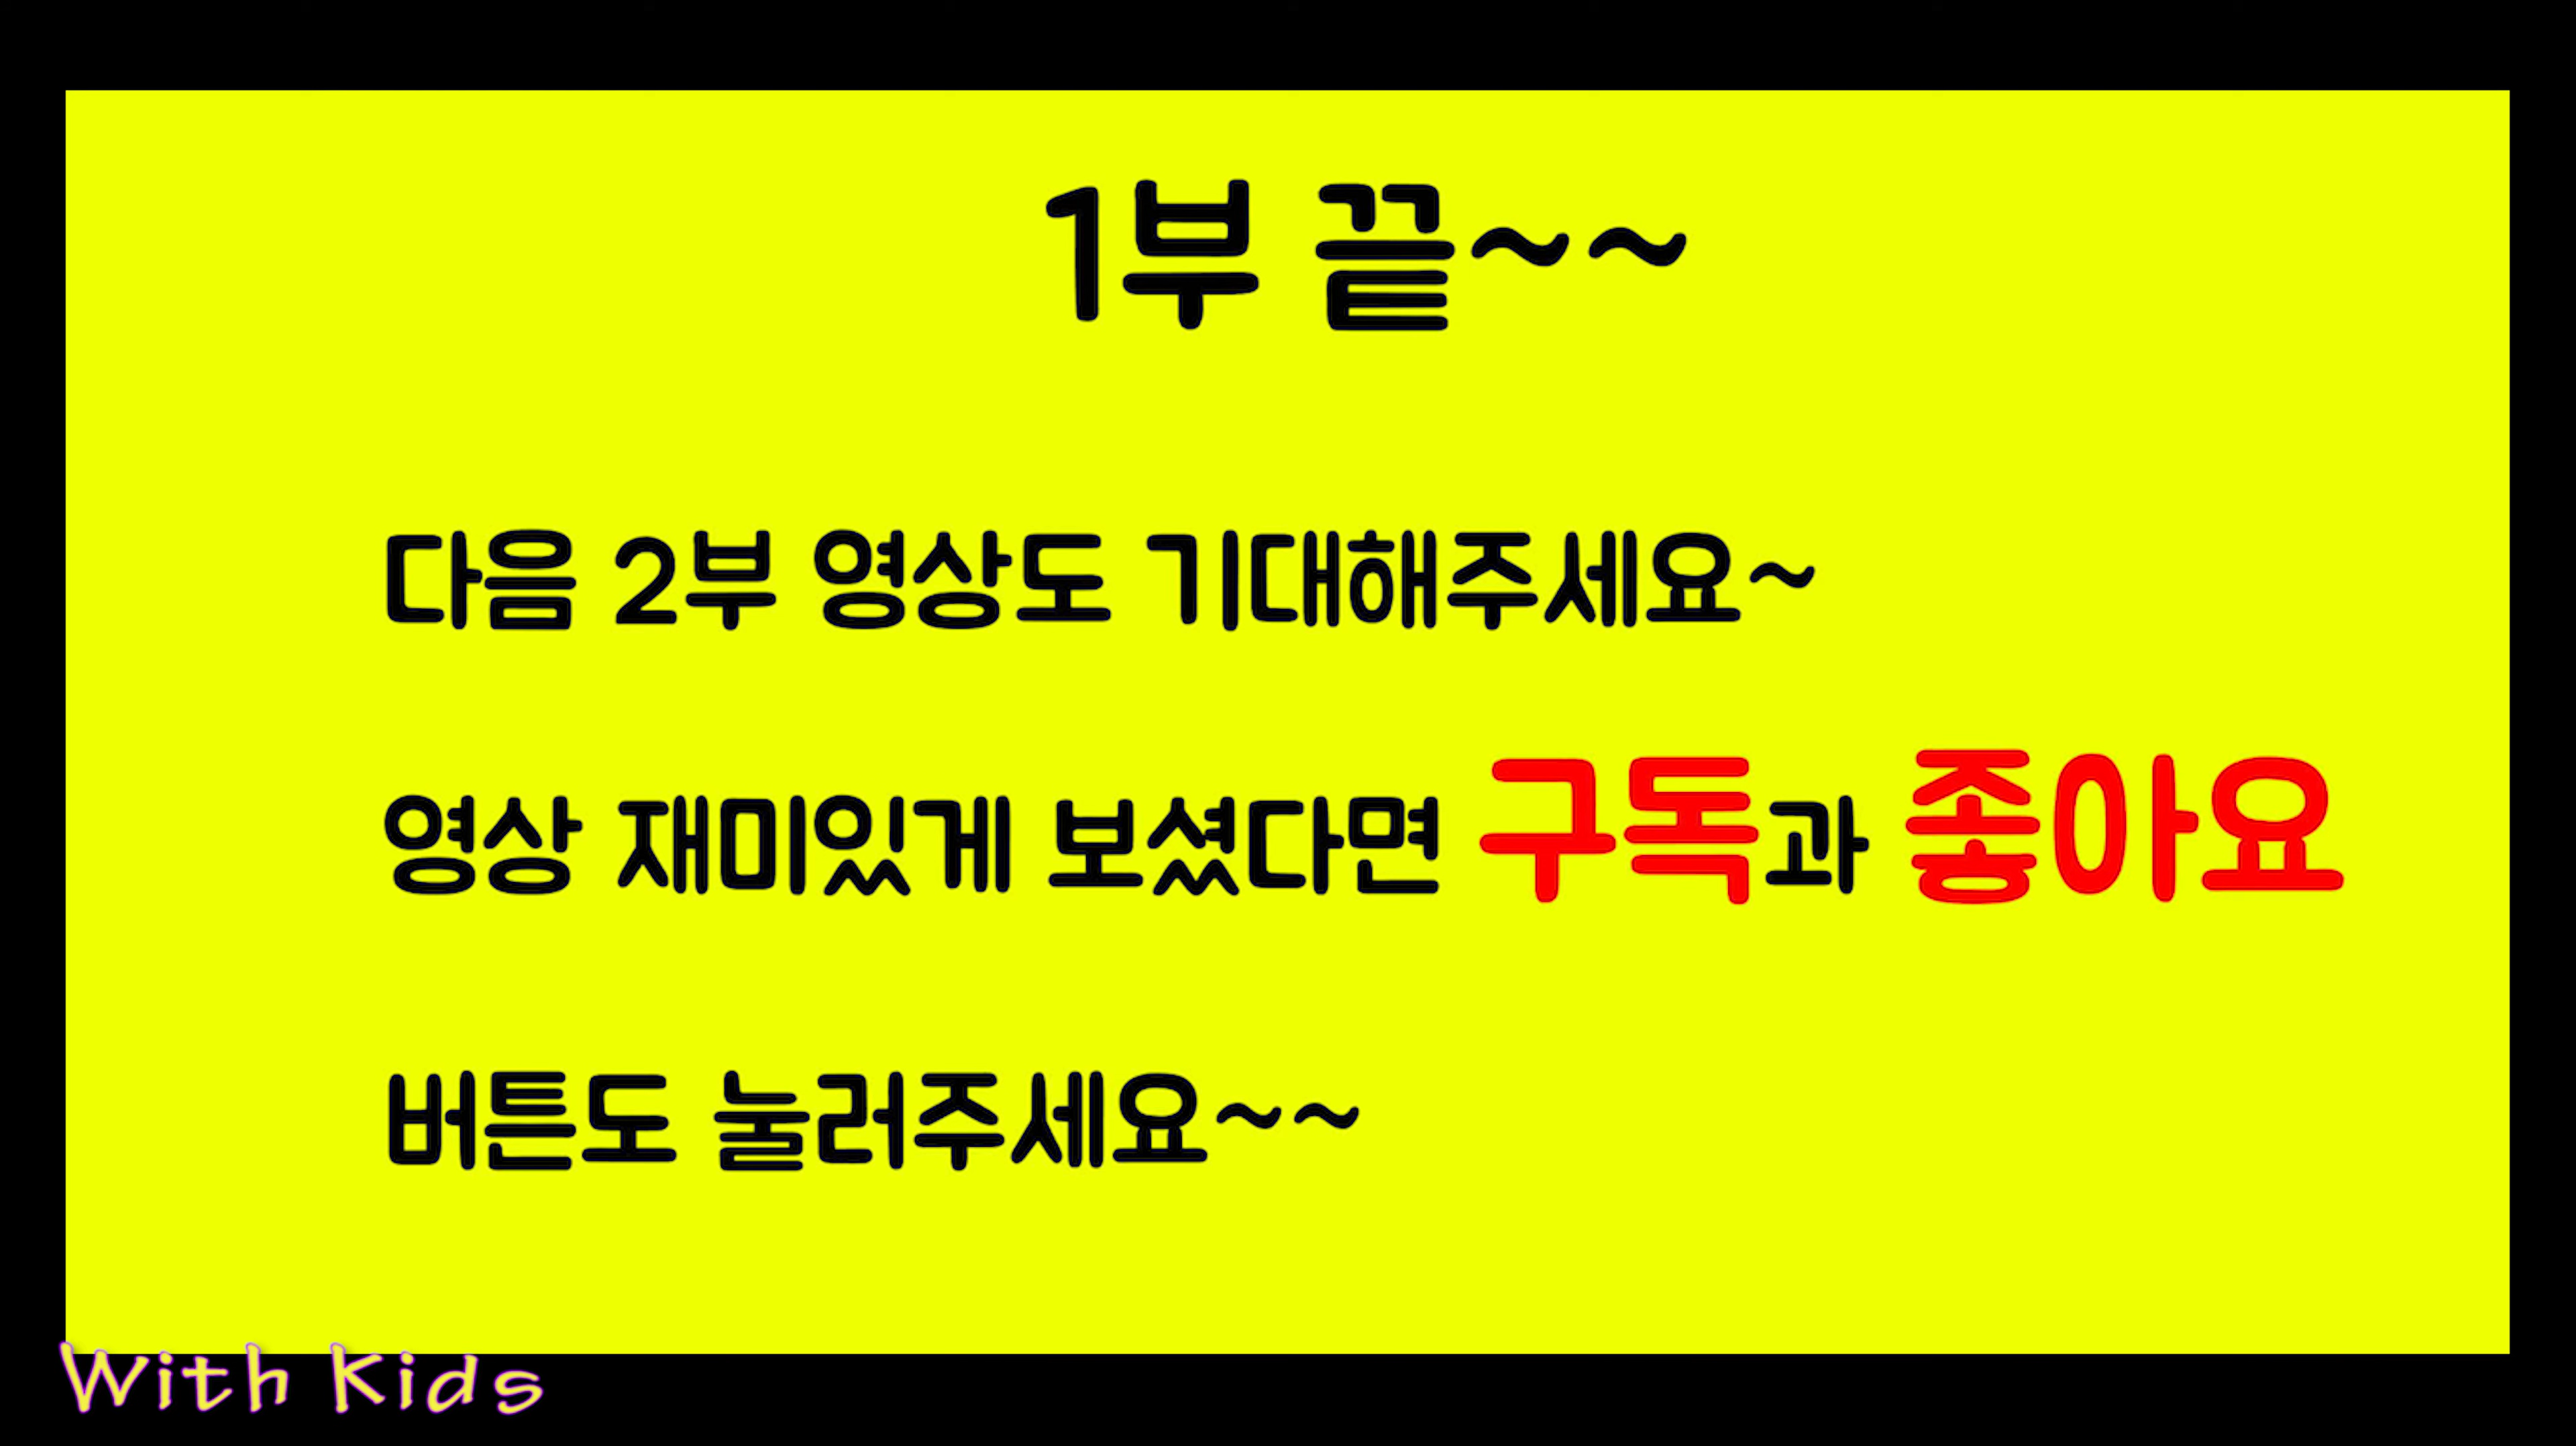 1부 끝~~
다음 2부 영상도 기대해주세요~
영상 재미있게 보셨다면 구독과 좋아요
버튼도 눌러주세요~~
With Kids